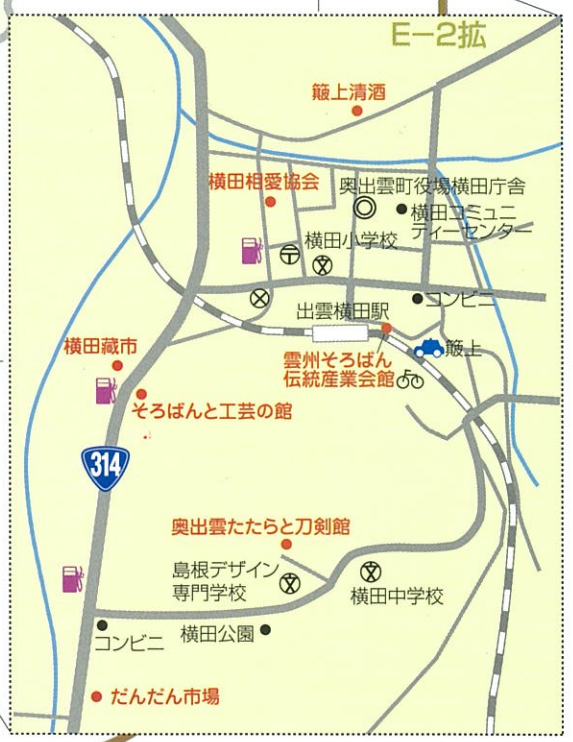 E−2拡
簸上清酒
横田相愛協会
奥出雲町役場横田庁舎
横田コミュニ
ティーセンター
横田小学校
コンビニ
出雲横田駅
簸上
雲州そろばん
伝統産業会館
横田蔵市
そろばんと工芸の館
314
奥出雲たたらと刀剣館
島根デザイン
専門学校
横田中学校
コンビニ
横田公園
だんだん市場